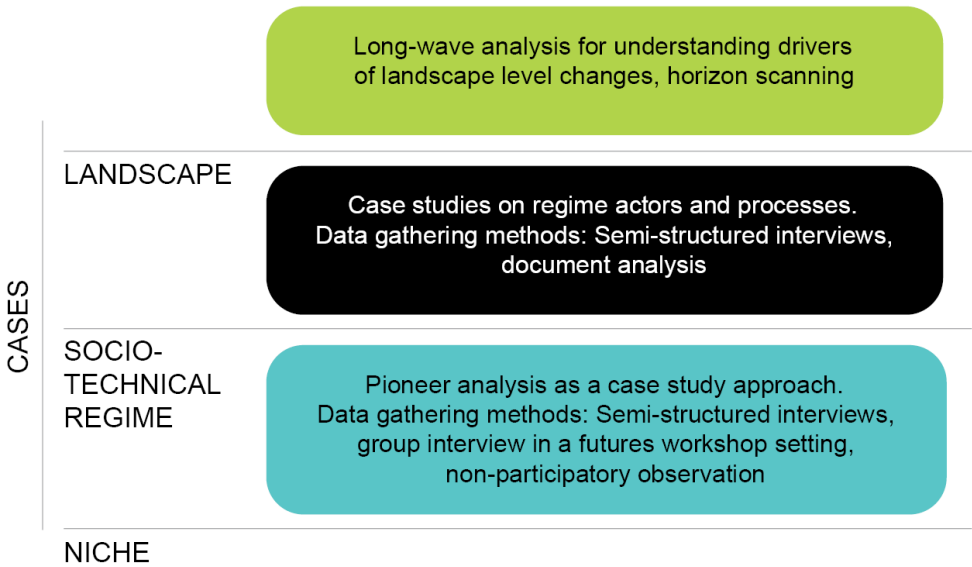 Long-wave analysis for understanding drivers
of landscape level changes, horizon scanning
LANDSCAPE
Case studies on regime actors and processes.
Data gathering methods: Semi-structured interviews,
document analysis
CASES
SOCIO-
TECHNICAL
REGIME
Pioneer analysis as a case study approach.
Data gathering methods: Semi-structured interviews,
group interview in a futures workshop setting,
non-participatory observation
NICHE